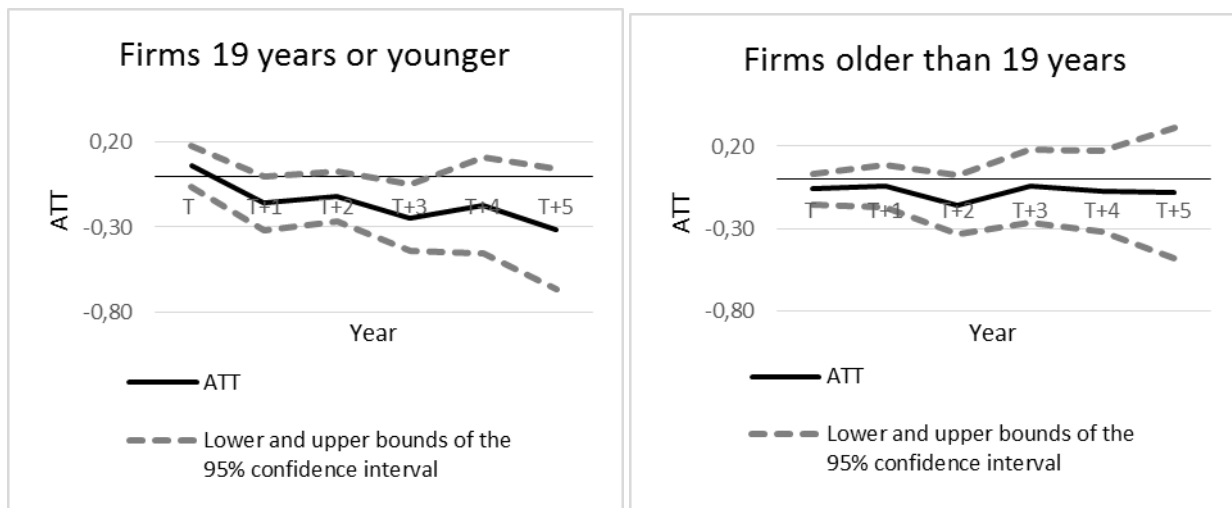 Firms 19 years or younger
0,20
-0,30
-0,80
ATT
T T+1 T+2 T+3 T+4 T+5
Year
ATT
Lower and upper bounds of the
95% confidence interval
Firms older than 19 years
0,20
-0,30
-0,80
ATT
T T+1 T+2 T+3 T+4 T+5
Year
ATT
Lower and upper bounds of the
95% confidence interval